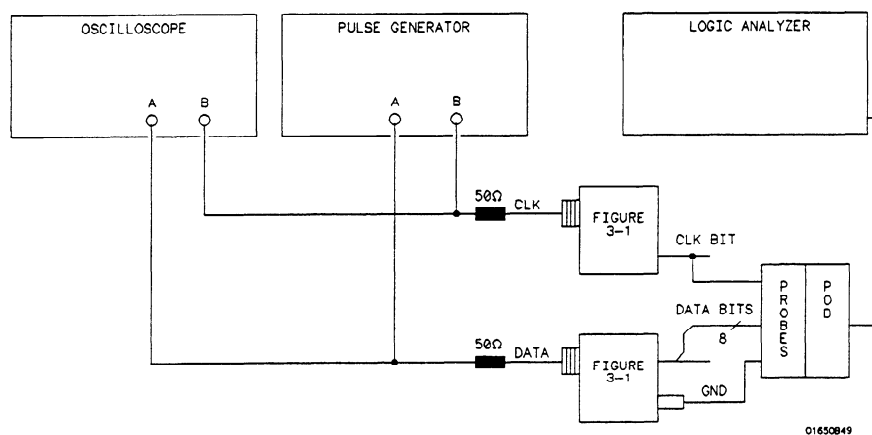 OSCILLOSCOPE
PULSE GENERATOR
LOGIC ANALYZER
A
B
A
B
50Ω
CLK
FIGURE
3-1
CLK BIT
PROBES
POD
DATA BITS
8
50Ω
DATA
FIGURE
3-1
GND
01650B49